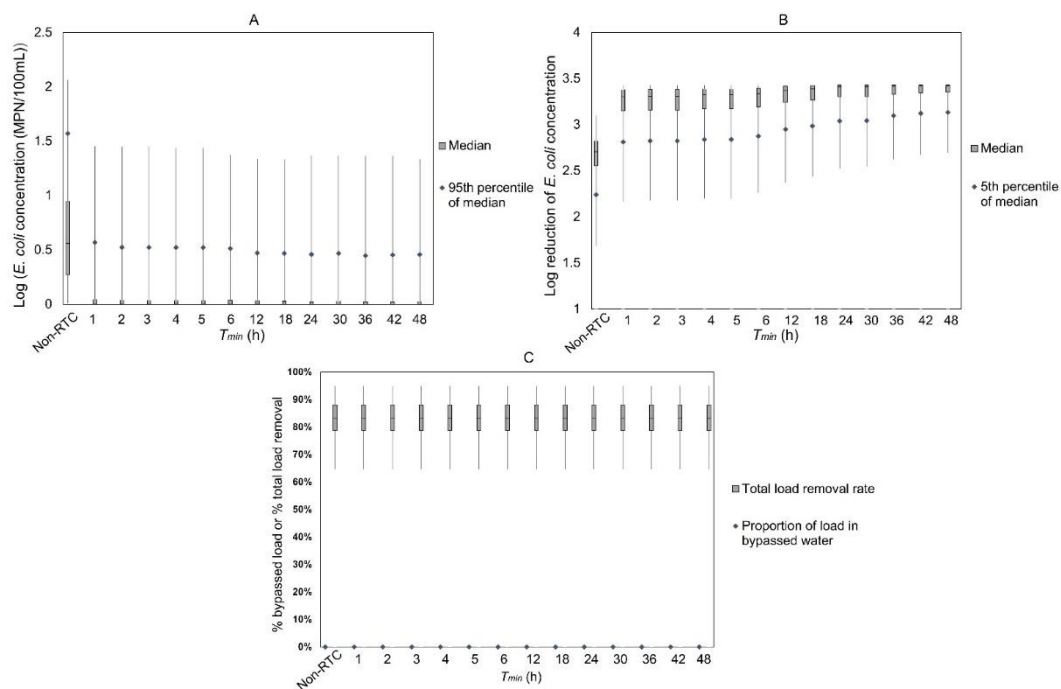 A
Log (E. coli concentration (MPN/100mL))
2.5
2
1.5
1
0.5
0
Non-RTC 1 2 3 4 5 6 12 18 24 30 36 42 48
Tmin (h)
Median
95th percentile
of median
B
Log reduction of E. coli concentration
4
3.5
3
2.5
2
1.5
1
Non-RTC 1 2 3 4 5 6 12 18 24 30 36 42 48
Tmin (h)
Median
5th percentile
of median
C
% bypassed load or % total load removal
100%
90%
80%
70%
60%
50%
40%
30%
20%
10%
0%
Non-RTC 1 2 3 4 5 6 12 18 24 30 36 42 48
Tmin (h)
Total load removal rate
Proportion of load in
bypassed water